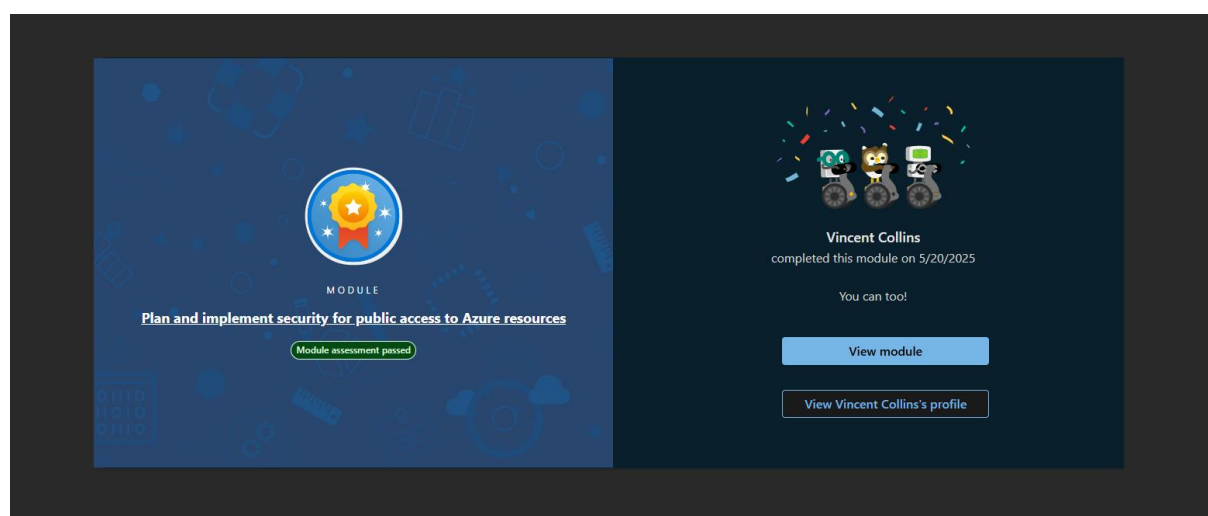 MODULE
Plan and implement security for public access to Azure resources
Module assessment passed
Vincent Collins
completed this module on 5/20/2025
You can too!
View module
View Vincent Collins's profile